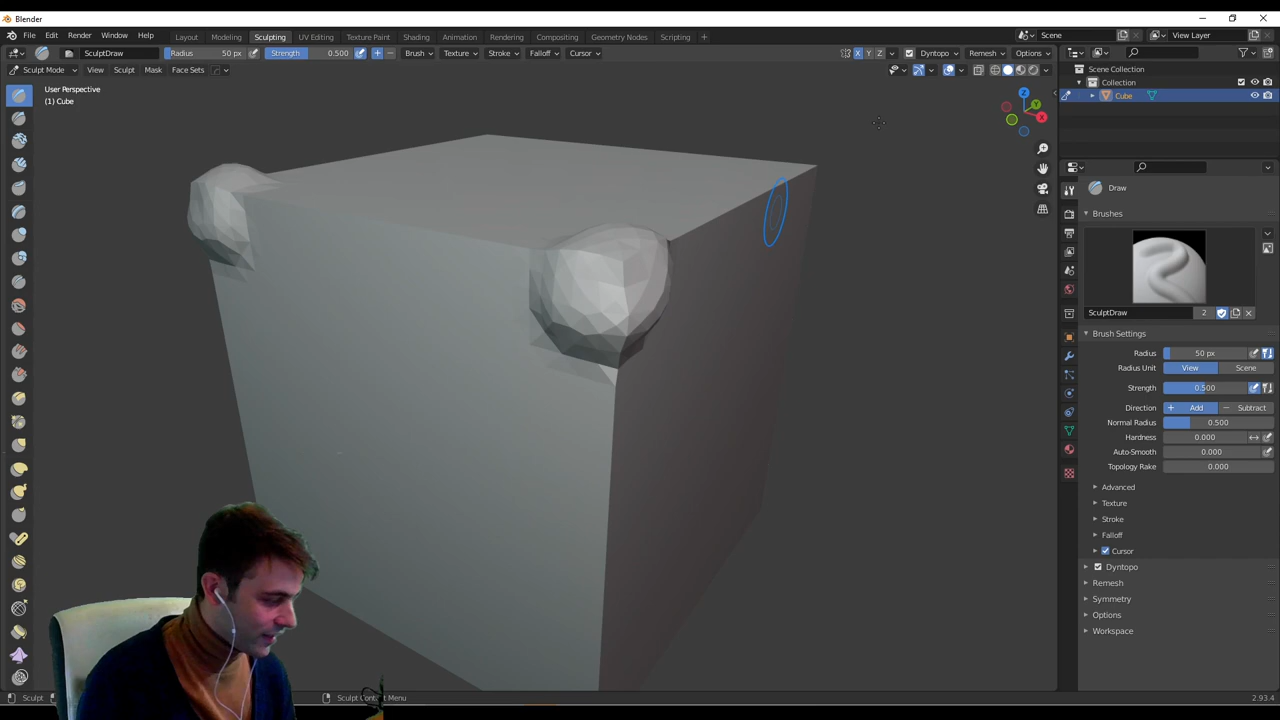 Blender
File Edit Render Window Help
Layout Modeling Sculpting UV Editing Texture Paint Shading Animation Rendering Compositing Geometry Nodes Scripting +
Scene
View Layer
SculptDraw
Radius 50 px
Strength 0.500
Brush Texture Stroke Falloff Cursor
X Y Z
Dyntopo Remesh Options
Sculpt Mode View Sculpt Mask Face Sets
User Perspective
(1) Cube
Z
Y
X
Scene Collection
Collection
Cube
Draw
Brushes
SculptDraw 2
Brush Settings
Radius 50 px
Radius Unit View Scene
Strength 0.500
Direction + Add − Subtract
Normal Radius 0.500
Hardness 0.000
Auto-Smooth 0.000
Topology Rake 0.000
Advanced
Texture
Stroke
Falloff
Cursor
Dyntopo
Remesh
Symmetry
Options
Workspace
Sculpt
2.93.4